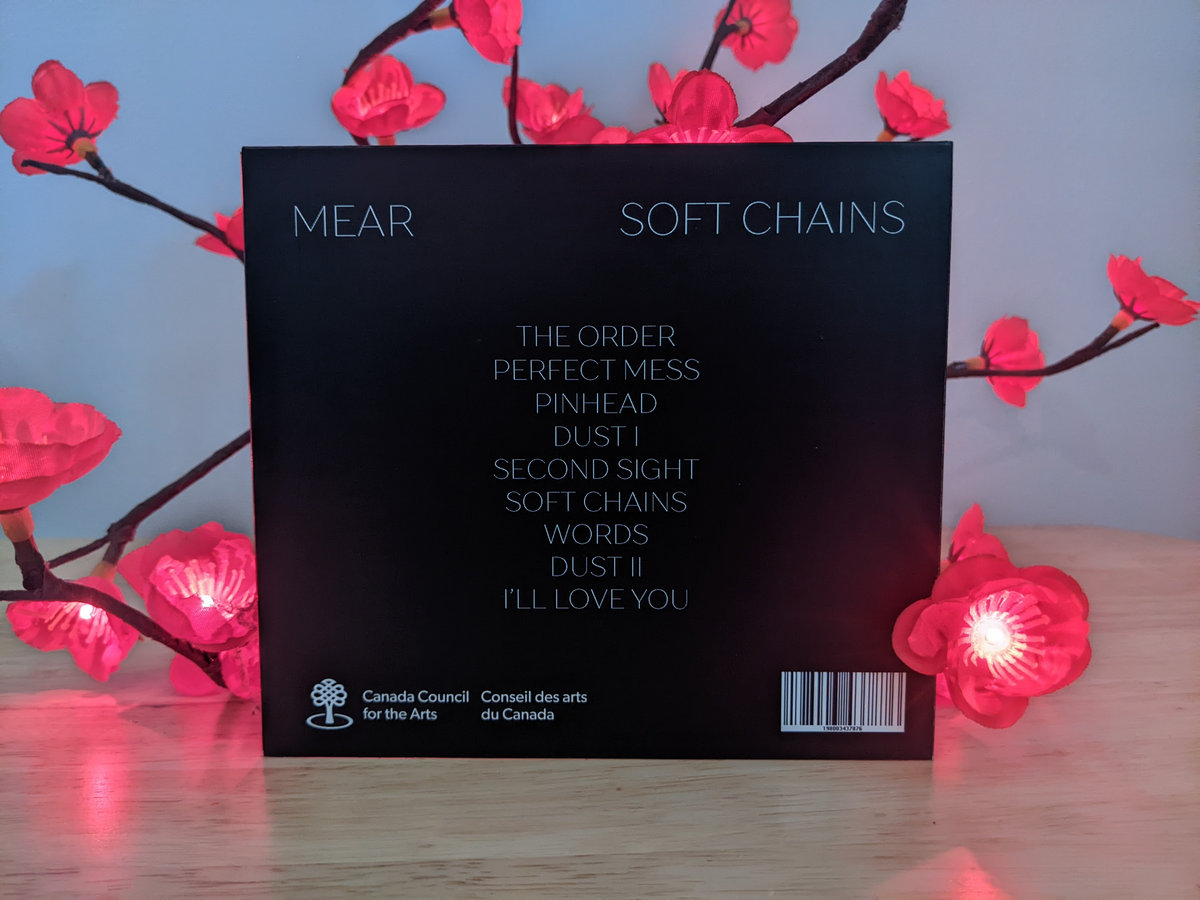 MEAR
SOFT CHAINS
THE ORDER
PERFECT MESS
PINHEAD
DUST I
SECOND SIGHT
SOFT CHAINS
WORDS
DUST II
I'LL LOVE YOU
Canada Council
for the Arts
Conseil des arts
du Canada
198003437876